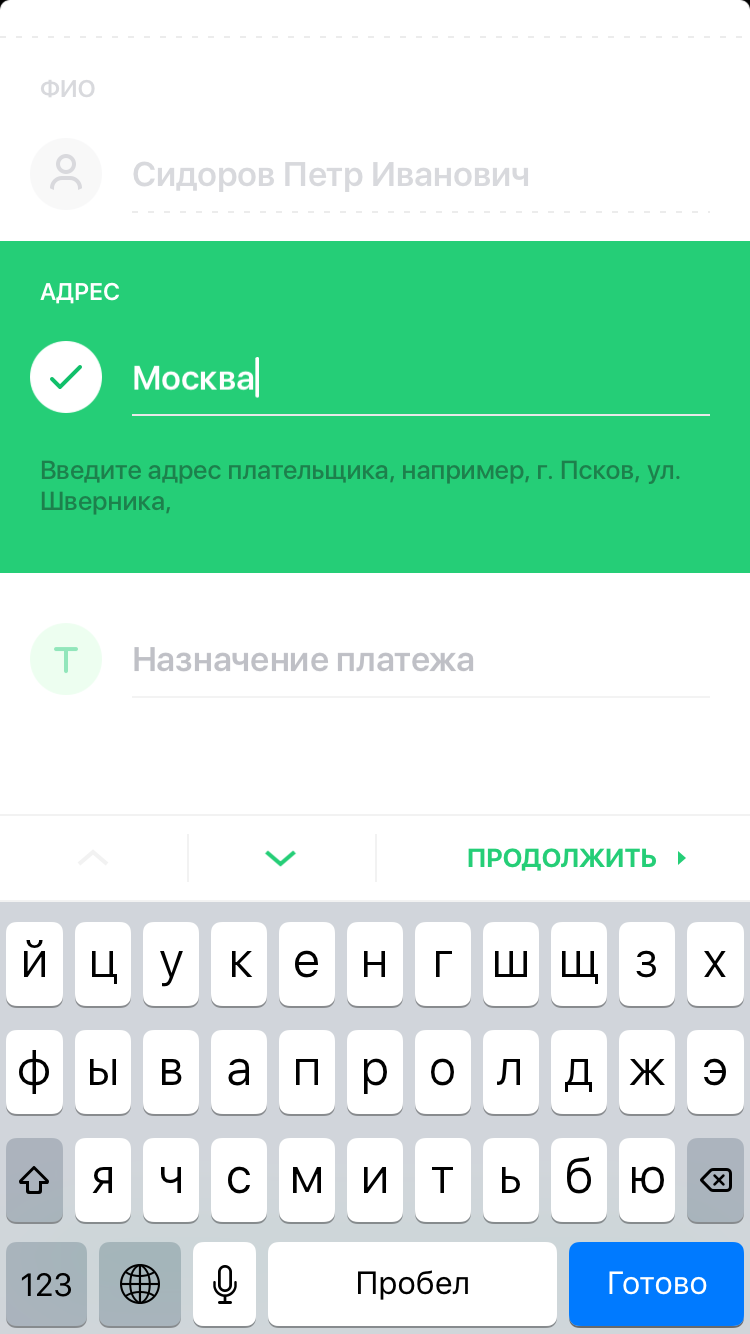 ФИО
Сидоров Петр Иванович
АДРЕС
Москва
Введите адрес плательщика, например, г. Псков, ул.
Шверника,
Т
Назначение платежа
ПРОДОЛЖИТЬ
й ц у к е н г ш щ з х
ф ы в а п р о л д ж э
я ч с м и т ь б ю
123 Пробел Готово